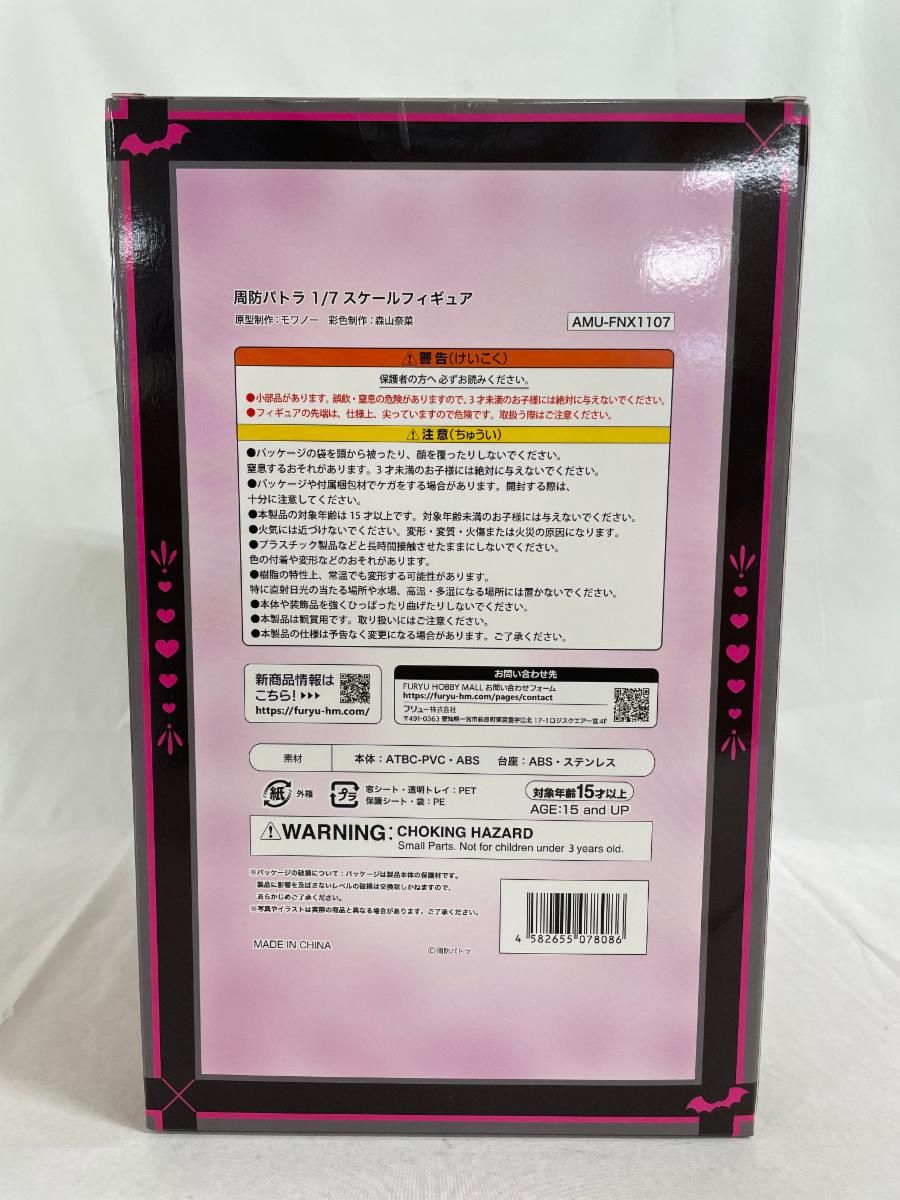 周防パトラ 1/7 スケールフィギュア
原型制作：モワノー　彩色制作：森山奈菜
AMU-FNX1107
⚠警告(けいこく)
保護者の方へ必ずお読みください。
●小部品があります。誤飲・窒息の危険がありますので、3才未満のお子様には絶対に与えないでください。
●フィギュアの先端は、仕様上、尖っていますので危険です。取扱う際はご注意ください。
⚠注意(ちゅうい)
●パッケージの袋を頭から被ったり、顔を覆ったりしないでください。
窒息するおそれがあります。3才未満のお子様には絶対に与えないでください。
●パッケージや付属梱包材でケガをする場合があります。開封する際は、
十分に注意してください。
●本製品の対象年齢は15才以上です。対象年齢未満のお子様には与えないでください。
●火気には近づけないでください。変形・変質・火傷または火災の原因になります。
●プラスチック製品などと長時間接触させたままにしないでください。
色の付着や変形などのおそれがあります。
●樹脂の特性上、常温でも変形する可能性があります。
特に直射日光の当たる場所や水場、高温・多湿になる場所には置かないでください。
●本体や装飾品を強くひっぱったり曲げたりしないでください。
●本製品は観賞用です。取り扱いにはご注意ください。
●本製品の仕様は予告なく変更になる場合があります。ご了承ください。
新商品情報は
こちら！▶▶▶
https://furyu-hm.com/
お問い合わせ先
FURYU HOBBY MALL お問い合わせフォーム
https://furyu-hm.com/pages/contact
フリュー株式会社
〒491-0363 愛知県一宮市萩原町東宮重字江北 17-1ロジスクエアー宮 4F
素材
本体：ATBC-PVC・ABS　台座：ABS・ステンレス
紙 外箱
プラ 窓シート・透明トレイ：PET
保護シート・袋：PE
対象年齢15才以上
AGE:15 and UP
⚠WARNING: CHOKING HAZARD
Small Parts. Not for children under 3 years old.
※パッケージの破損について：パッケージは製品本体の保護材です。
製品に影響を及ぼさないレベルの破損は交換致しかねますので、
あらかじめご了承ください。
※写真やイラストは実際の商品と異なる場合があります。ご了承ください。
4 582655 078086
MADE IN CHINA
©周防パトラ